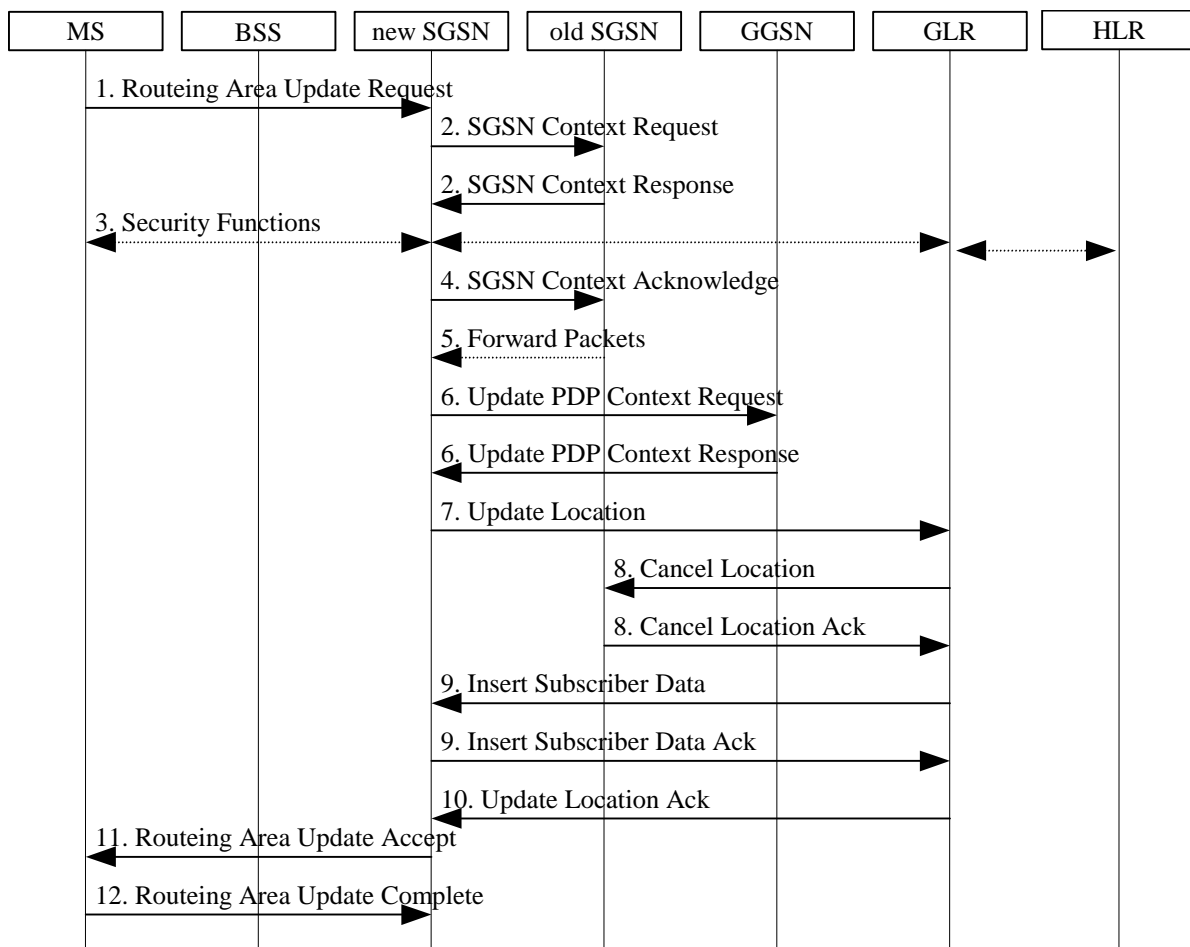 MS
BSS
new SGSN
old SGSN
GGSN
GLR
HLR
1. Routeing Area Update Request
2. SGSN Context Request
2. SGSN Context Response
3. Security Functions
4. SGSN Context Acknowledge
5. Forward Packets
6. Update PDP Context Request
6. Update PDP Context Response
7. Update Location
8. Cancel Location
8. Cancel Location Ack
9. Insert Subscriber Data
9. Insert Subscriber Data Ack
10. Update Location Ack
11. Routeing Area Update Accept
12. Routeing Area Update Complete